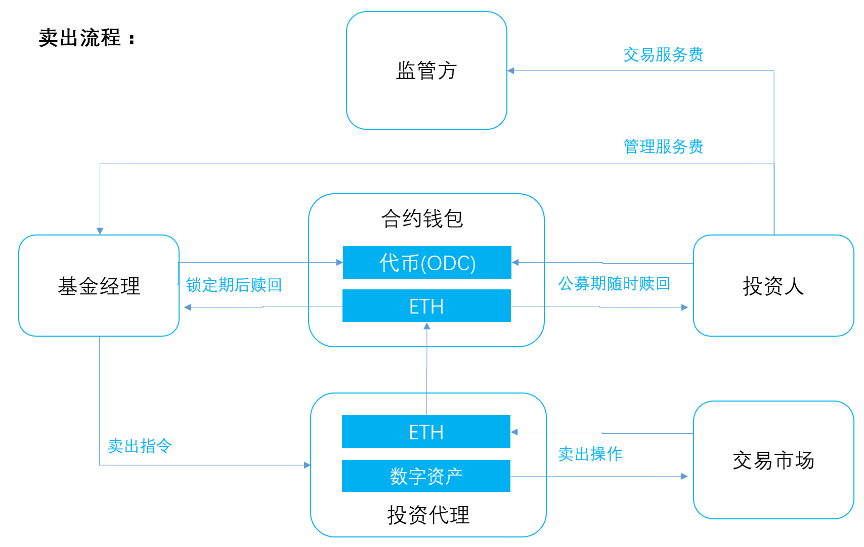 卖出流程：
监管方
交易服务费
管理服务费
合约钱包
代币(ODC)
基金经理
锁定期后赎回
ETH
公募期随时赎回
投资人
卖出指令
ETH
卖出操作
数字资产
交易市场
投资代理